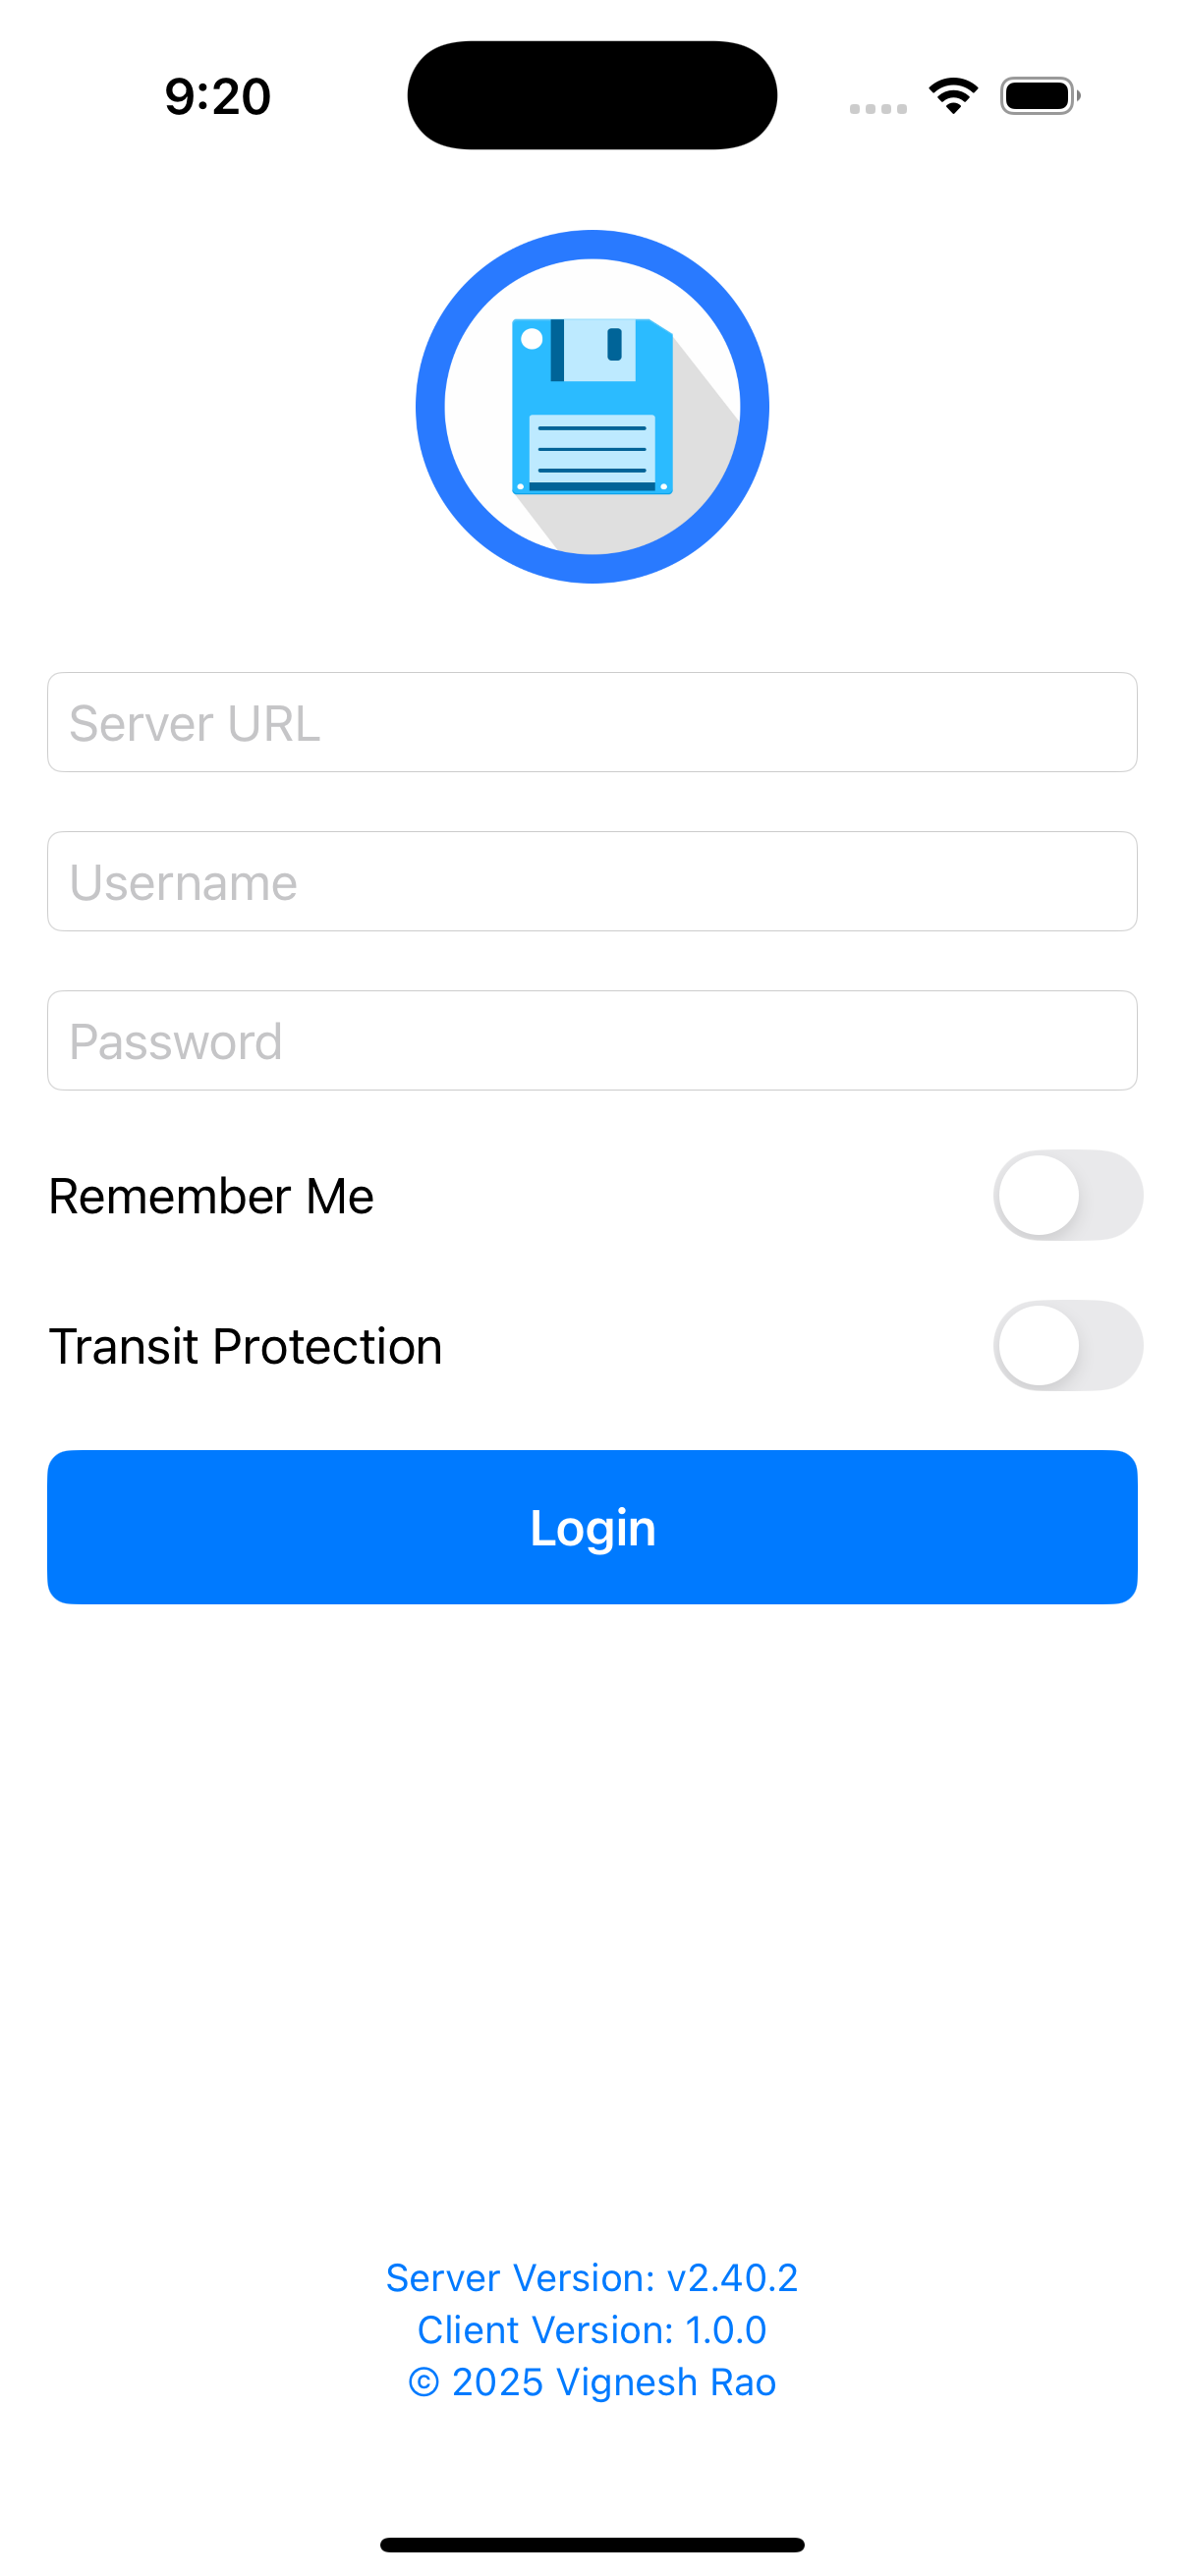 9:20
Server URL
Username
Password
Remember Me
Transit Protection
Login
Server Version: v2.40.2
Client Version: 1.0.0
© 2025 Vignesh Rao